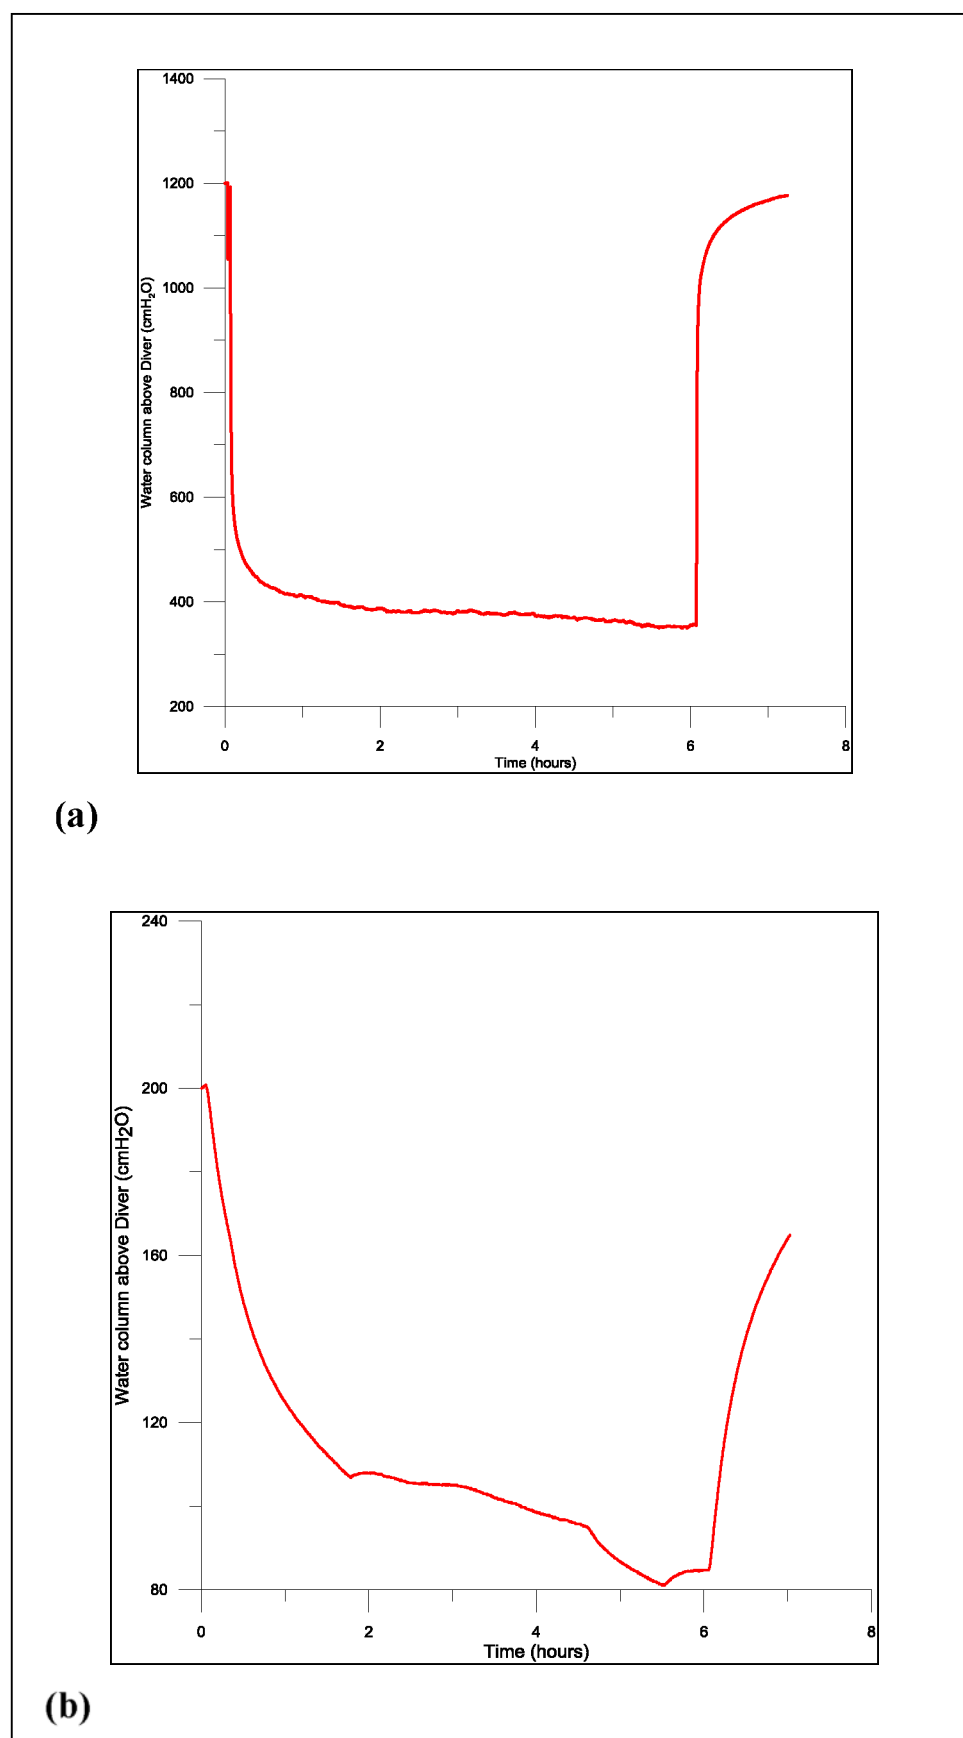 1400
1200
1000
800
600
400
200
Water column above Diver (cmH₂O)
0 2 4 6 8
Time (hours)
(a)
240
200
160
120
80
Water column above Diver (cmH2O)
0 2 4 6 8
Time (hours)
(b)